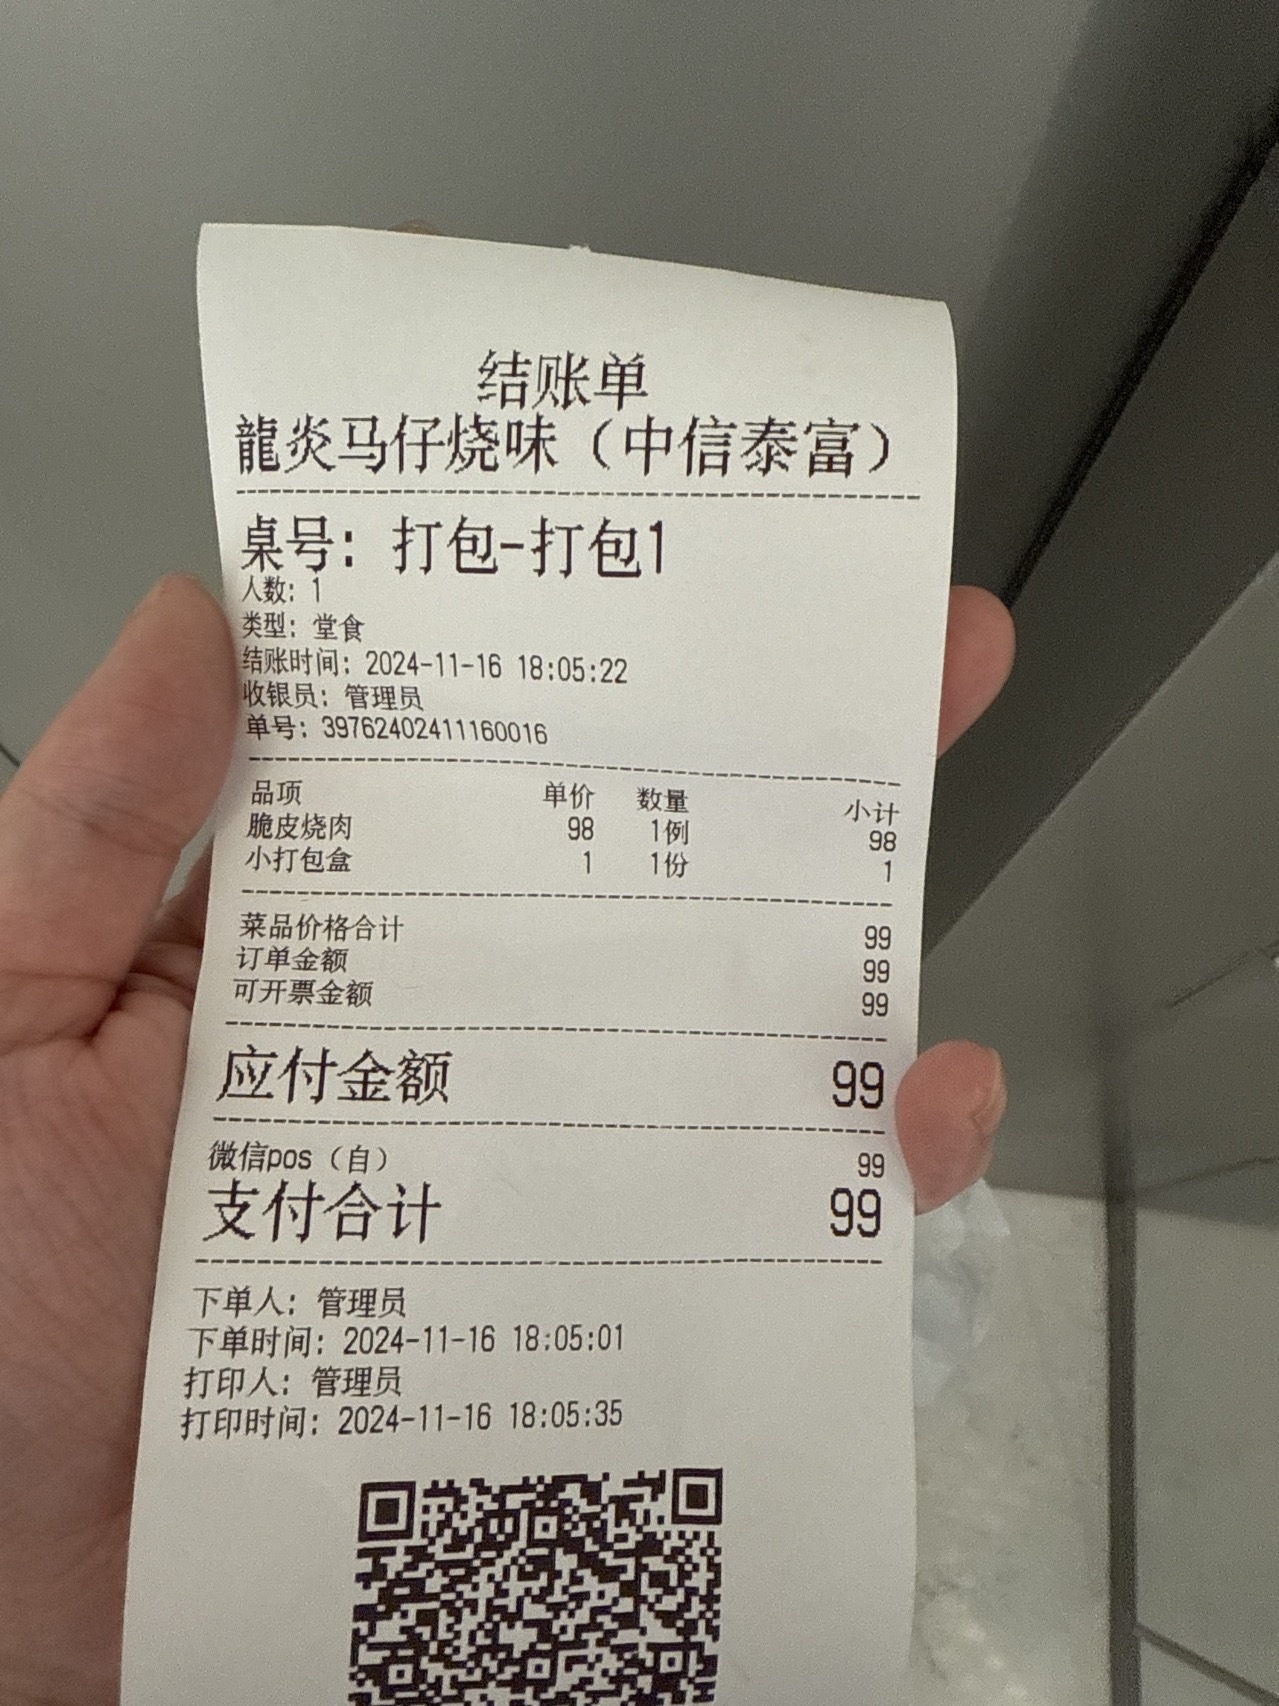 结账单
龍炎马仔烧味（中信泰富）
桌号: 打包-打包1
人数: 1
类型: 堂食
结账时间: 2024-11-16 18:05:22
收银员: 管理员
单号: 39762402411160016
品项 单价 数量 小计
脆皮烧肉 98 1例 98
小打包盒 1 1份 1
菜品价格合计 99
订单金额 99
可开票金额 99
应付金额 99
微信pos（自） 99
支付合计 99
下单人: 管理员
下单时间: 2024-11-16 18:05:01
打印人: 管理员
打印时间: 2024-11-16 18:05:35